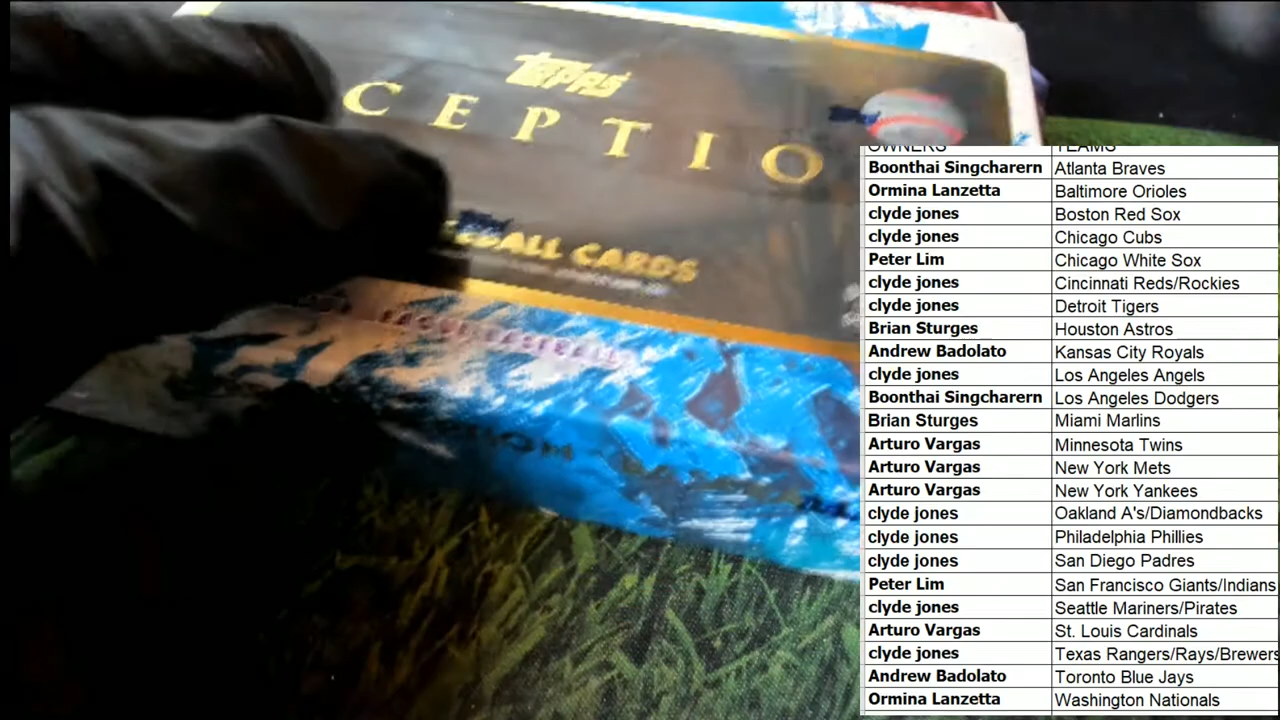 Topps
CEPTIO
BASEBALL CARDS
OWNERS TEAMS
Boonthai Singcharern Atlanta Braves
Ormina Lanzetta Baltimore Orioles
clyde jones Boston Red Sox
clyde jones Chicago Cubs
Peter Lim Chicago White Sox
clyde jones Cincinnati Reds/Rockies
clyde jones Detroit Tigers
Brian Sturges Houston Astros
Andrew Badolato Kansas City Royals
clyde jones Los Angeles Angels
Boonthai Singcharern Los Angeles Dodgers
Brian Sturges Miami Marlins
Arturo Vargas Minnesota Twins
Arturo Vargas New York Mets
Arturo Vargas New York Yankees
clyde jones Oakland A's/Diamondbacks
clyde jones Philadelphia Phillies
clyde jones San Diego Padres
Peter Lim San Francisco Giants/Indians
clyde jones Seattle Mariners/Pirates
Arturo Vargas St. Louis Cardinals
clyde jones Texas Rangers/Rays/Brewers
Andrew Badolato Toronto Blue Jays
Ormina Lanzetta Washington Nationals